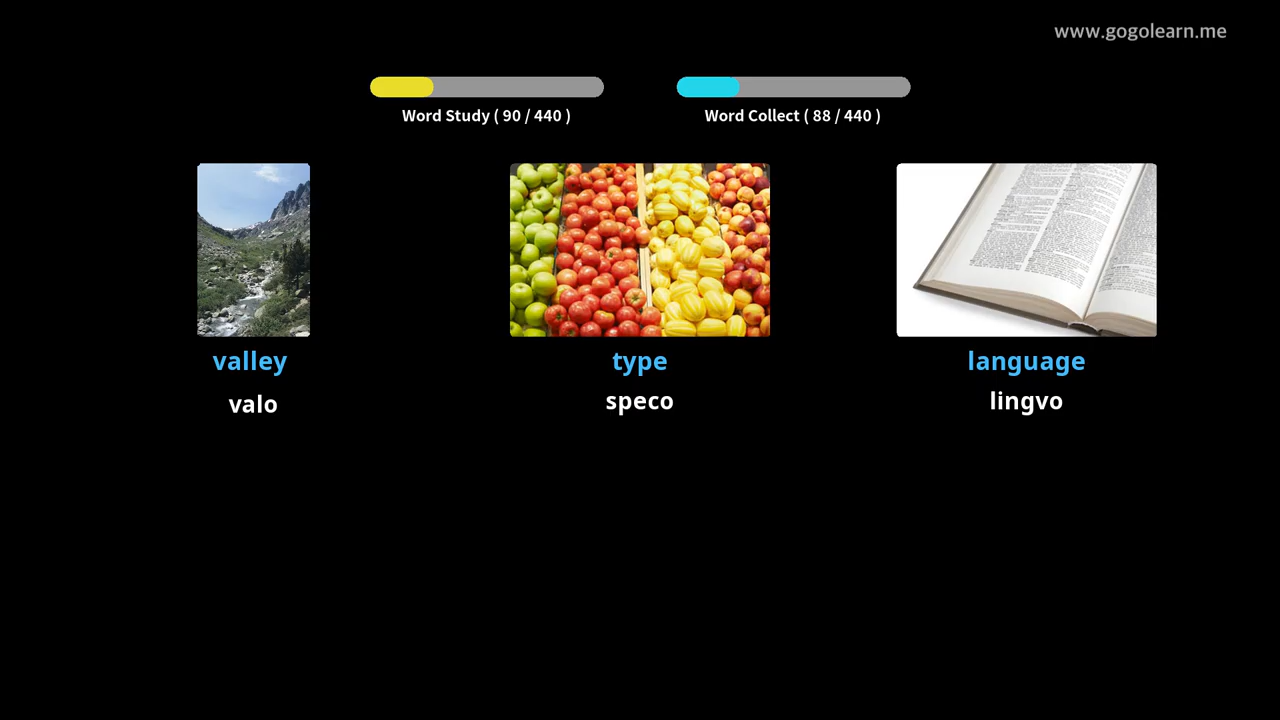 www.gogolearn.me
Word Study ( 90 / 440 )
Word Collect ( 88 / 440 )
valley
type
language
valo
speco
lingvo